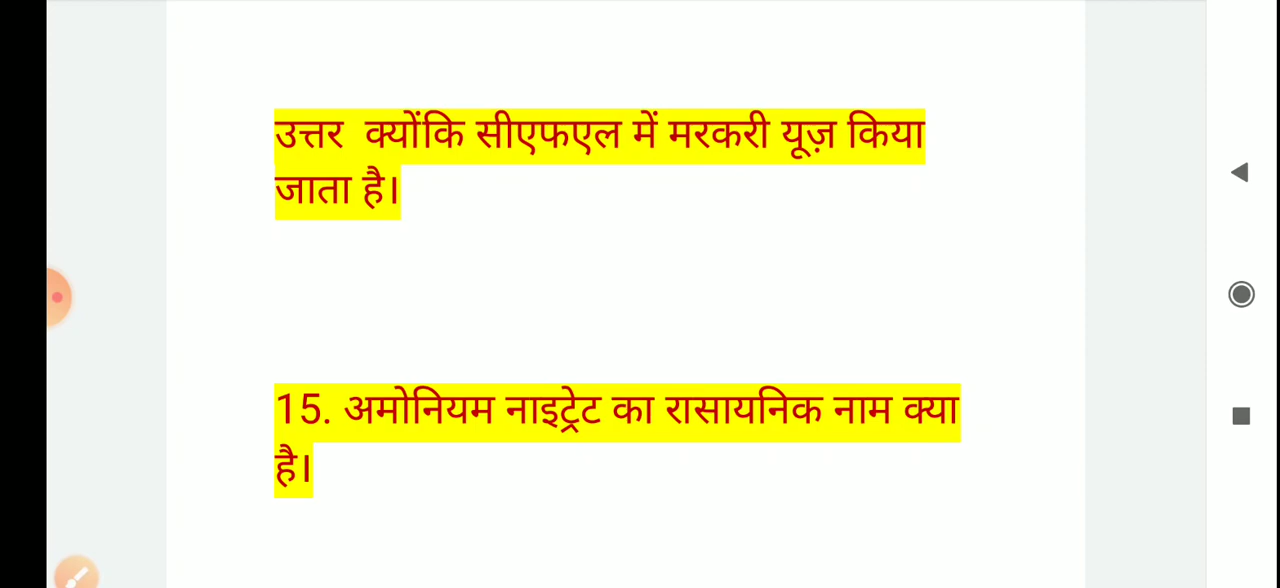 उत्तर क्योंकि सीएफएल में मरकरी यूज़ किया
जाता है।
15. अमोनियम नाइट्रेट का रासायनिक नाम क्या
है।